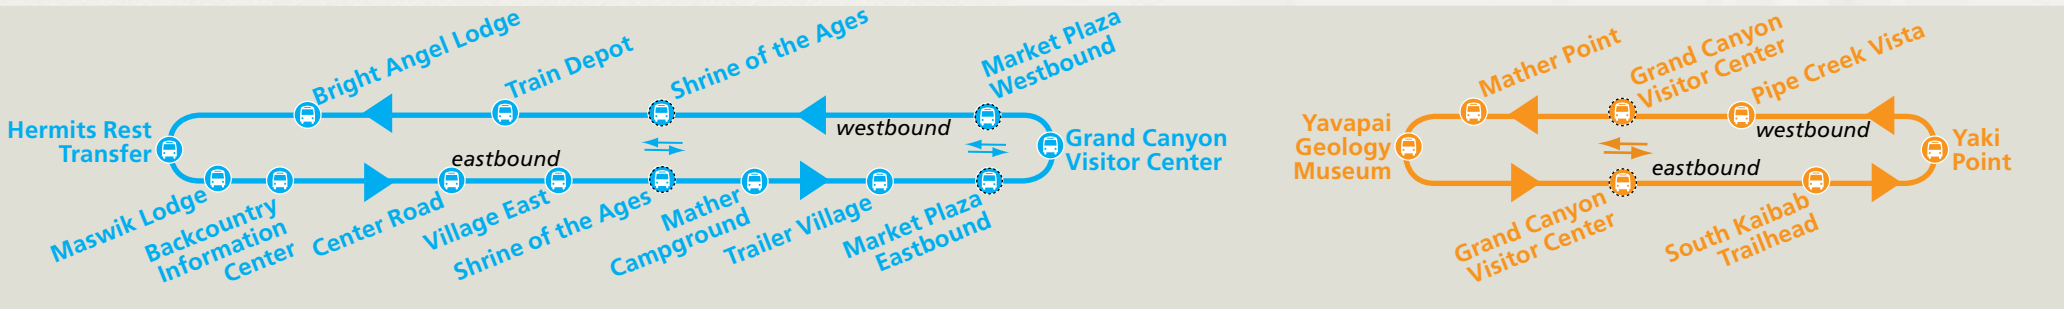 Bright Angel Lodge
Train Depot
Shrine of the Ages
Market Plaza
Westbound
westbound
Hermits Rest
Transfer
Grand Canyon
Visitor Center
eastbound
Maswik Lodge
Backcountry
Information
Center
Center Road
Village East
Shrine of the Ages
Mather
Campground
Trailer Village
Market Plaza
Eastbound
Mather Point
Grand Canyon
Visitor Center
Pipe Creek Vista
westbound
Yavapai
Geology
Museum
Yaki
Point
eastbound
Grand Canyon
Visitor Center
South Kaibab
Trailhead